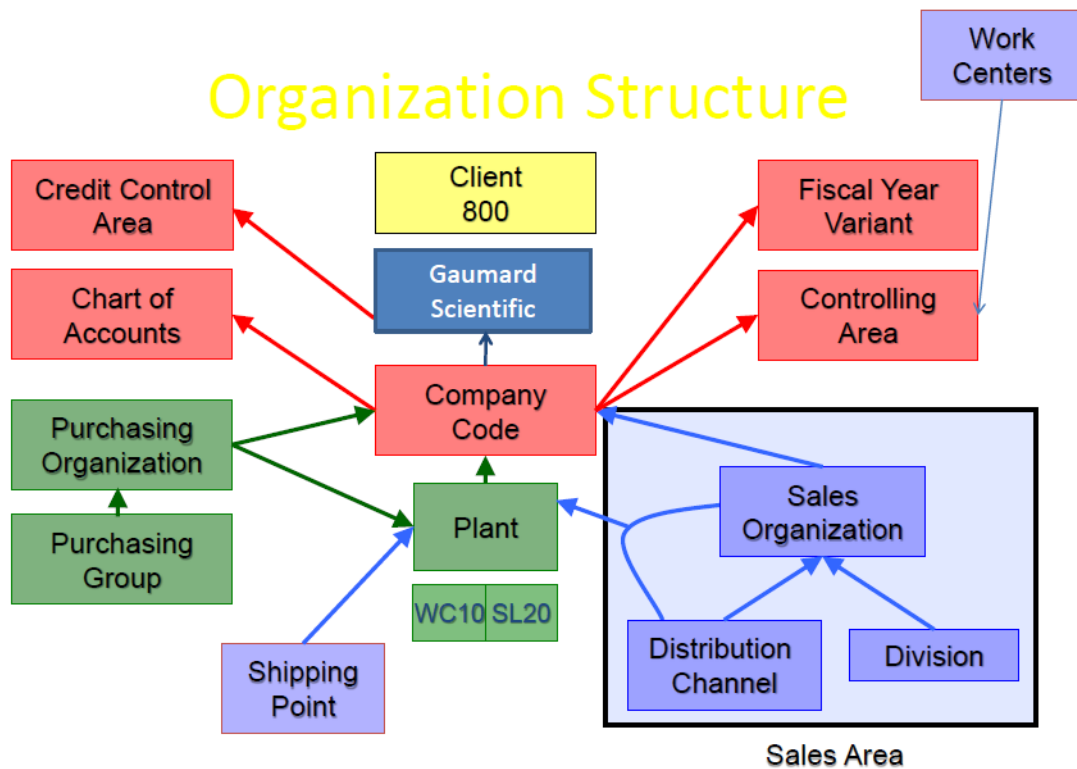 Work
Centers
Organization Structure
Credit Control
Area
Client
800
Fiscal Year
Variant
Gaumard
Scientific
Chart of
Accounts
Controlling
Area
Company
Code
Purchasing
Organization
Sales
Organization
Plant
Purchasing
Group
WC10 SL20
Distribution
Channel
Division
Shipping
Point
Sales Area